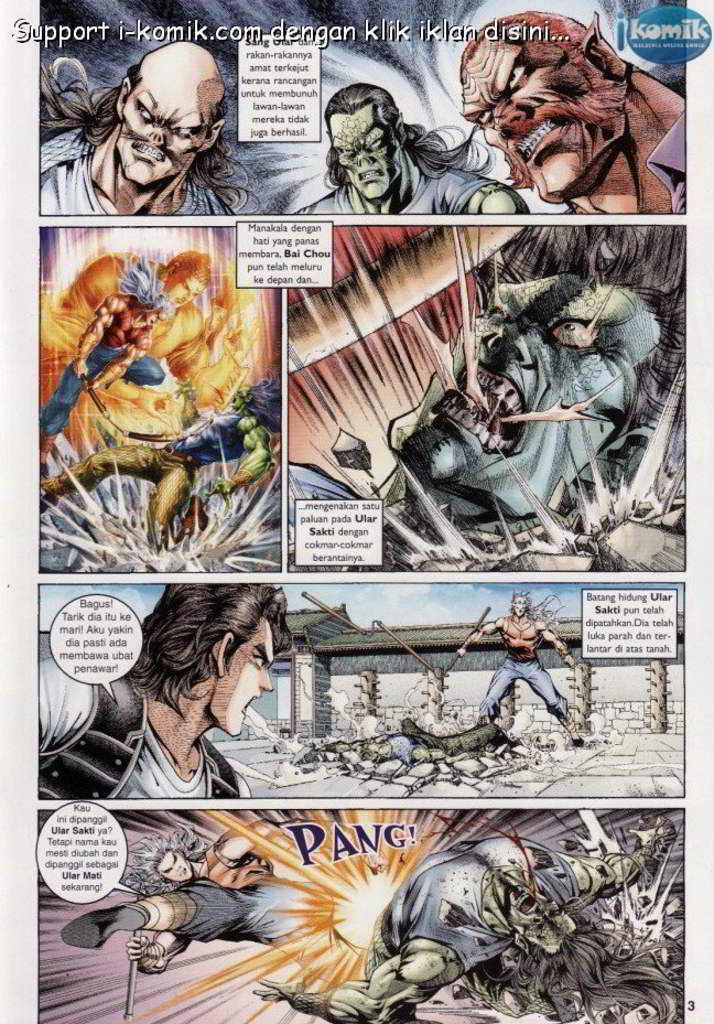 Support i-komik.com dengan klik iklan disini...
ikomik
MALAYSIA ONLINE KOMIK
Sang Ular dan
rakan-rakannya
amat terkejut
kerana rancangan
untuk membunuh
lawan-lawan
mereka tidak
juga berhasil.
Manakala dengan
hati yang panas
membara, Bai Chou
pun telah meluru
ke depan dan...
...mengenakan satu
paluan pada Ular
Sakti dengan
cokmar-cokmar
berantainya.
Bagus!
Tarik dia itu ke
mari! Aku yakin
dia pasti ada
membawa ubat
penawar!
Batang hidung Ular
Sakti pun telah
dipatahkan.Dia telah
luka parah dan ter-
lantar di atas tanah.
Kau
ini dipanggil
Ular Sakti ya?
Tetapi nama kau
mesti diubah dan
dipanggil sebagai
Ular Mati
sekarang!
PANG!
3